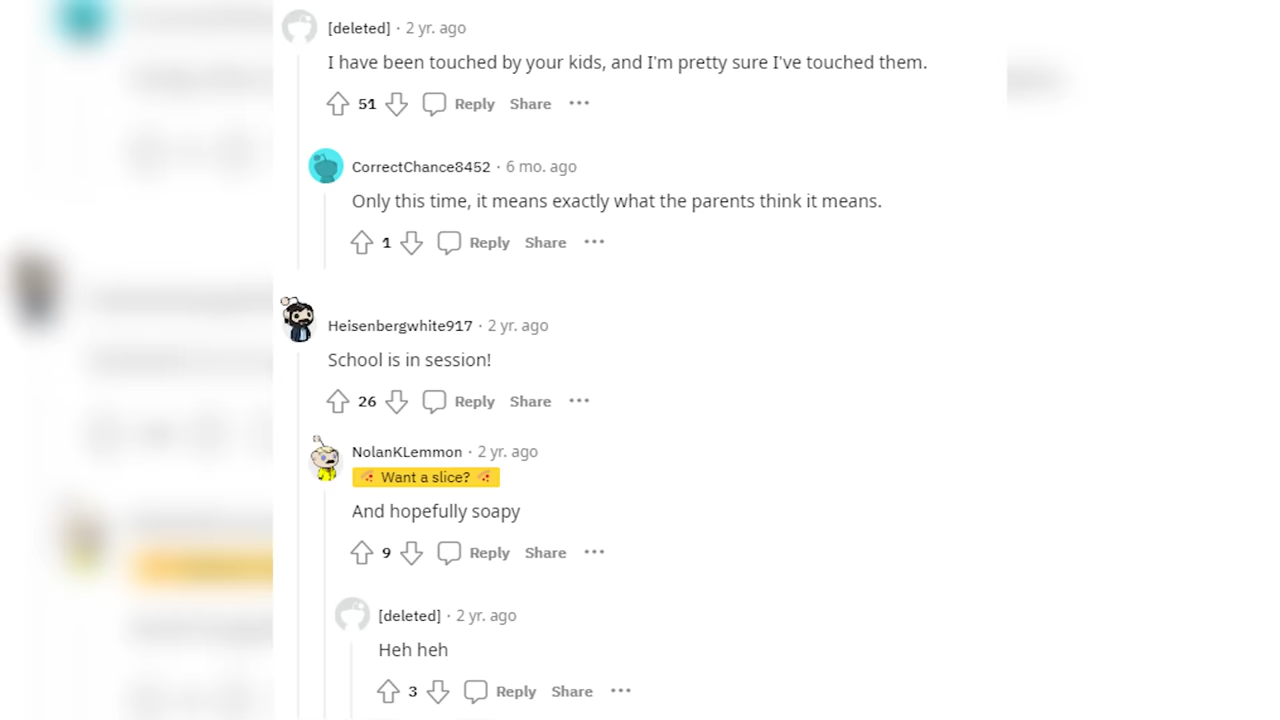 [deleted] · 2 yr. ago
I have been touched by your kids, and I'm pretty sure I've touched them.
51 Reply Share ···
CorrectChance8452 · 6 mo. ago
Only this time, it means exactly what the parents think it means.
1 Reply Share ···
Heisenbergwhite917 · 2 yr. ago
School is in session!
26 Reply Share ···
NolanKLemmon · 2 yr. ago
🍕 Want a slice? 🍕
And hopefully soapy
9 Reply Share ···
[deleted] · 2 yr. ago
Heh heh
3 Reply Share ···